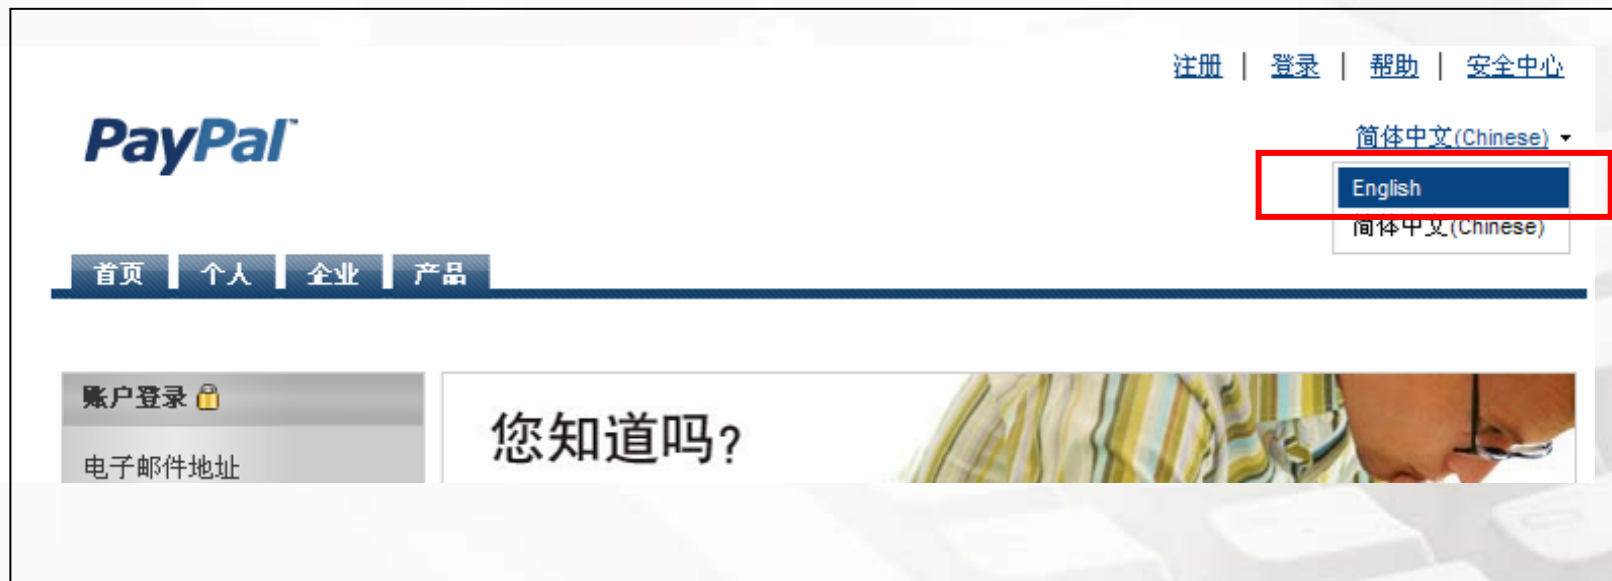 注册 | 登录 | 帮助 | 安全中心
PayPal™
简体中文(Chinese)
English
简体中文(Chinese)
首页 个人 企业 产品
账户登录
您知道吗?
电子邮件地址